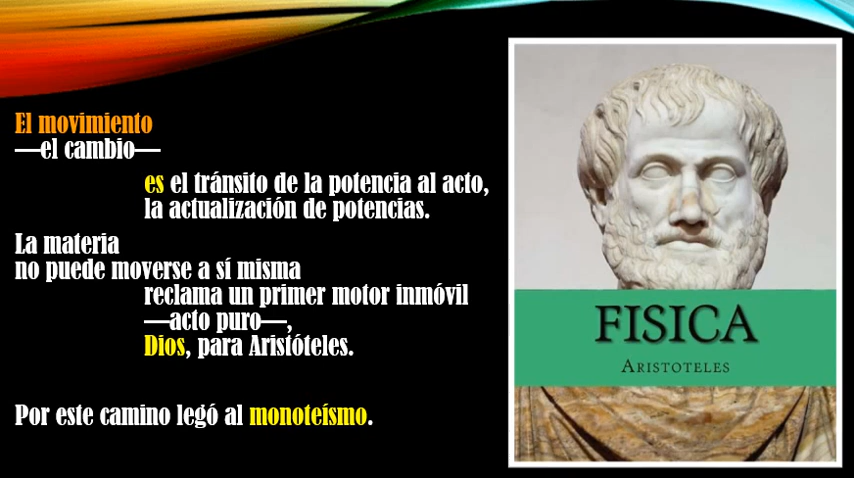 El movimiento
—el cambio—
es el tránsito de la potencia al acto,
la actualización de potencias.
La materia
no puede moverse a sí misma
reclama un primer motor inmóvil
—acto puro—,
Dios, para Aristóteles.
Por este camino legó al monoteísmo.
FISICA
ARISTOTELES